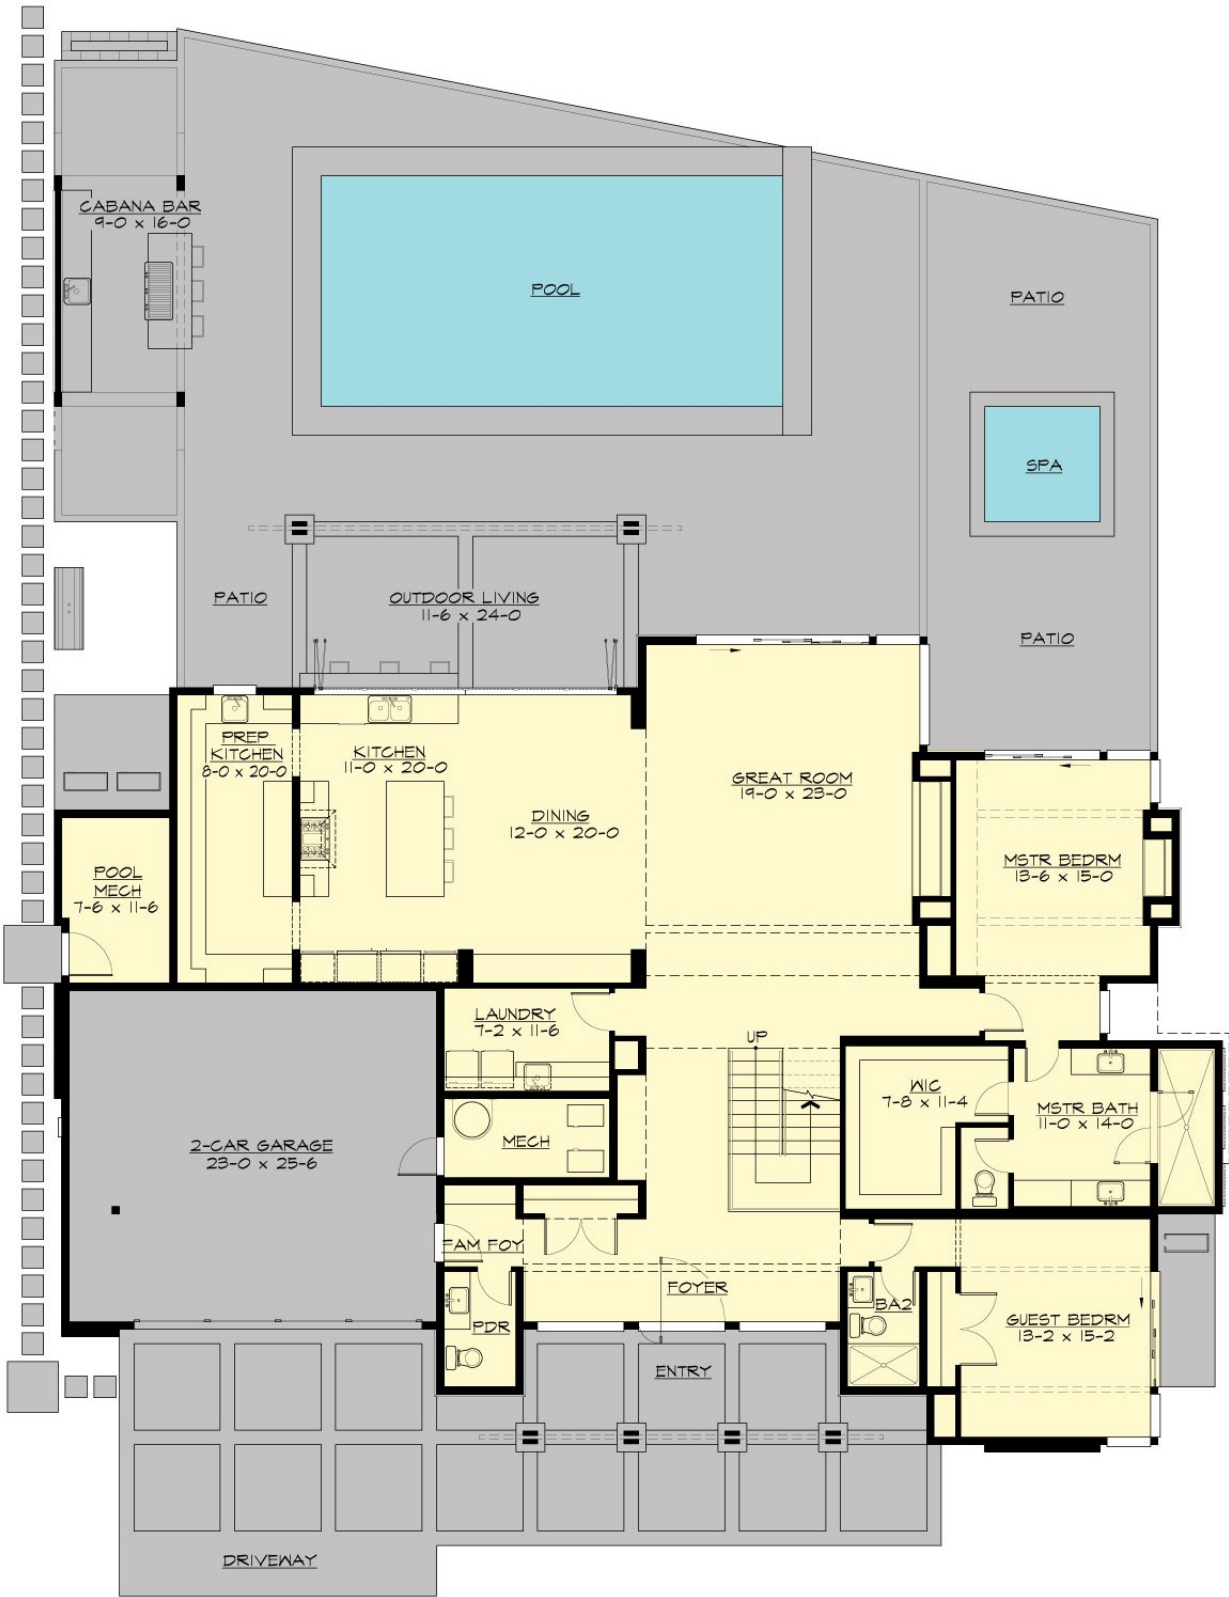 CABANA BAR
9-0 x 16-0
POOL
PATIO
SPA
PATIO
OUTDOOR LIVING
11-6 x 24-0
PATIO
PREP
KITCHEN
8-0 x 20-0
KITCHEN
11-0 x 20-0
DINING
12-0 x 20-0
GREAT ROOM
19-0 x 23-0
MSTR BEDRM
13-6 x 15-0
POOL
MECH
7-6 x 11-6
LAUNDRY
7-2 x 11-6
UP
WIC
7-8 x 11-4
MSTR BATH
11-0 x 14-0
2-CAR GARAGE
23-0 x 25-6
MECH
FAM FOY
FOYER
PDR
BA2
GUEST BEDRM
13-2 x 15-2
ENTRY
DRIVEWAY